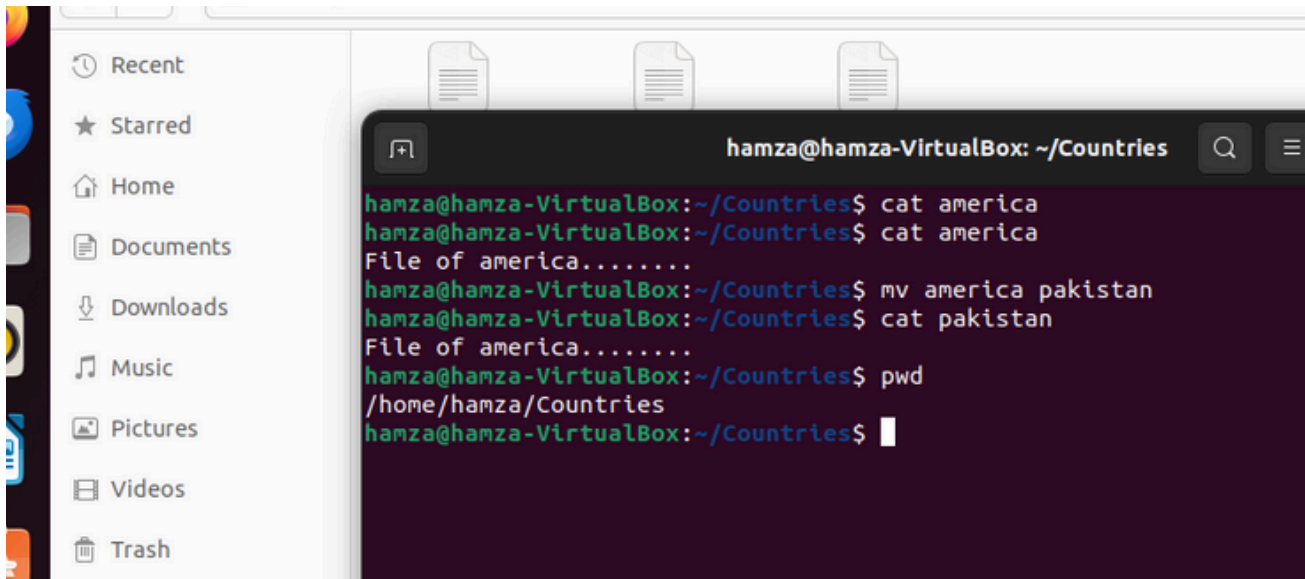 Recent
Starred
Home
Documents
Downloads
Music
Pictures
Videos
Trash
hamza@hamza-VirtualBox: ~/Countries
hamza@hamza-VirtualBox:~/Countries$ cat america
hamza@hamza-VirtualBox:~/Countries$ cat america
File of america........
hamza@hamza-VirtualBox:~/Countries$ mv america pakistan
hamza@hamza-VirtualBox:~/Countries$ cat pakistan
File of america........
hamza@hamza-VirtualBox:~/Countries$ pwd
/home/hamza/Countries
hamza@hamza-VirtualBox:~/Countries$